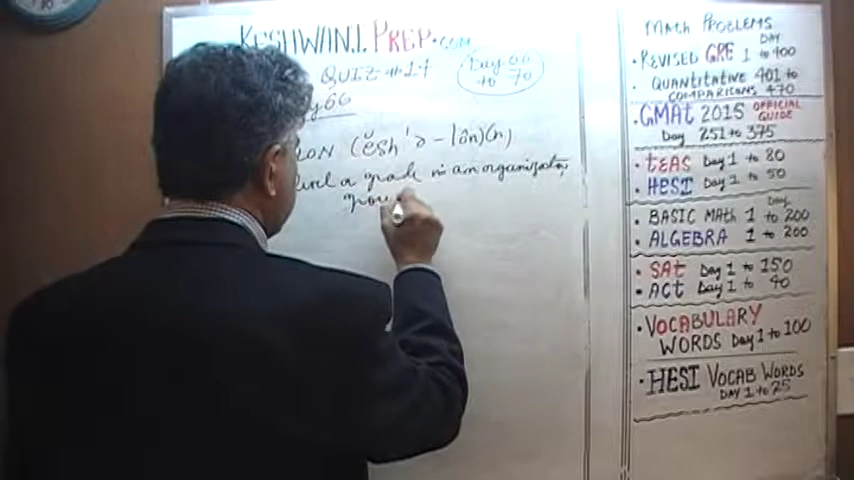 KESHWANI PREP.COM
QUIZ #14
Day 66
to 70
y 66
LON (ĕsh'ə-lŏn)(n)
level or grade in an organization,
MATH PROBLEMS
DAY
• REVISED GRE 1 to 400
• QUANTITATIVE 401 to
COMPARISONS 470
• GMAT 2015 OFFICIAL
GUIDE
Day 251 to 375
• TEAS Day 1 to 80
• HESI Day 1 to 50
• BASIC MATH 1 to 200
Day
• ALGEBRA 1 to 200
• SAT Day 1 to 150
• ACT Day 1 to 40
• VOCABULARY
WORDS Day 1 to 100
• HESI VOCAB WORDS
DAY 1 to 25